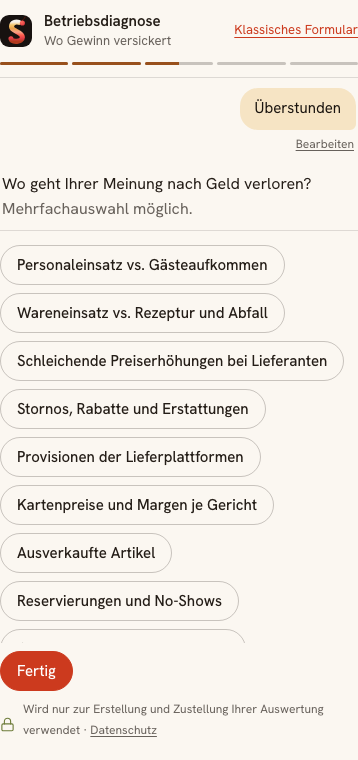 Betriebsdiagnose
Wo Gewinn versickert
Klassisches Formular
Überstunden
Bearbeiten
Wo geht Ihrer Meinung nach Geld verloren?
Mehrfachauswahl möglich.
Personaleinsatz vs. Gästeaufkommen
Wareneinsatz vs. Rezeptur und Abfall
Schleichende Preiserhöhungen bei Lieferanten
Stornos, Rabatte und Erstattungen
Provisionen der Lieferplattformen
Kartenpreise und Margen je Gericht
Ausverkaufte Artikel
Reservierungen und No-Shows
Fertig
Wird nur zur Erstellung und Zustellung Ihrer Auswertung
verwendet · Datenschutz